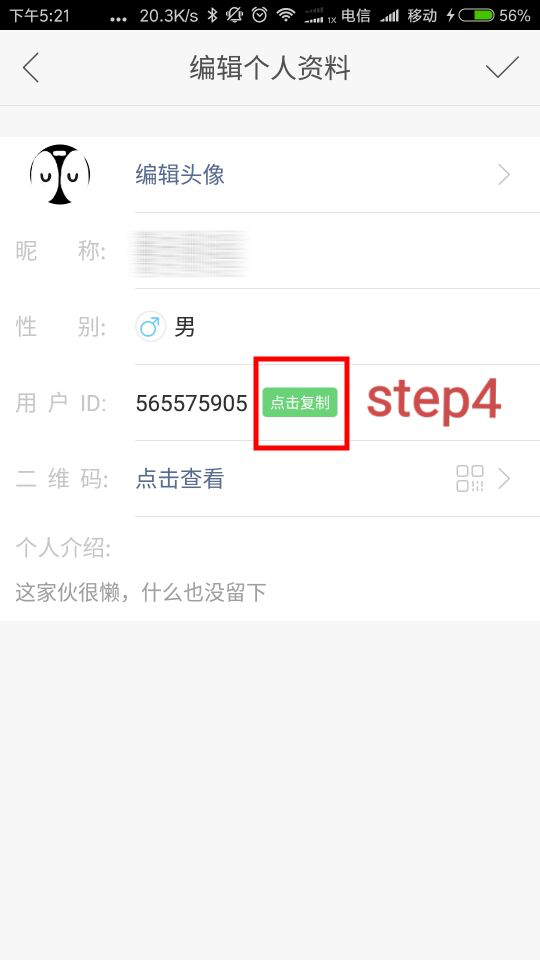 下午5:21 ... 20.3K/s 1X 电信 移动 56%
编辑个人资料
编辑头像
昵 称:
性 别: 男
用 户 ID: 565575905 点击复制 step4
二 维 码: 点击查看
个人介绍:
这家伙很懒，什么也没留下